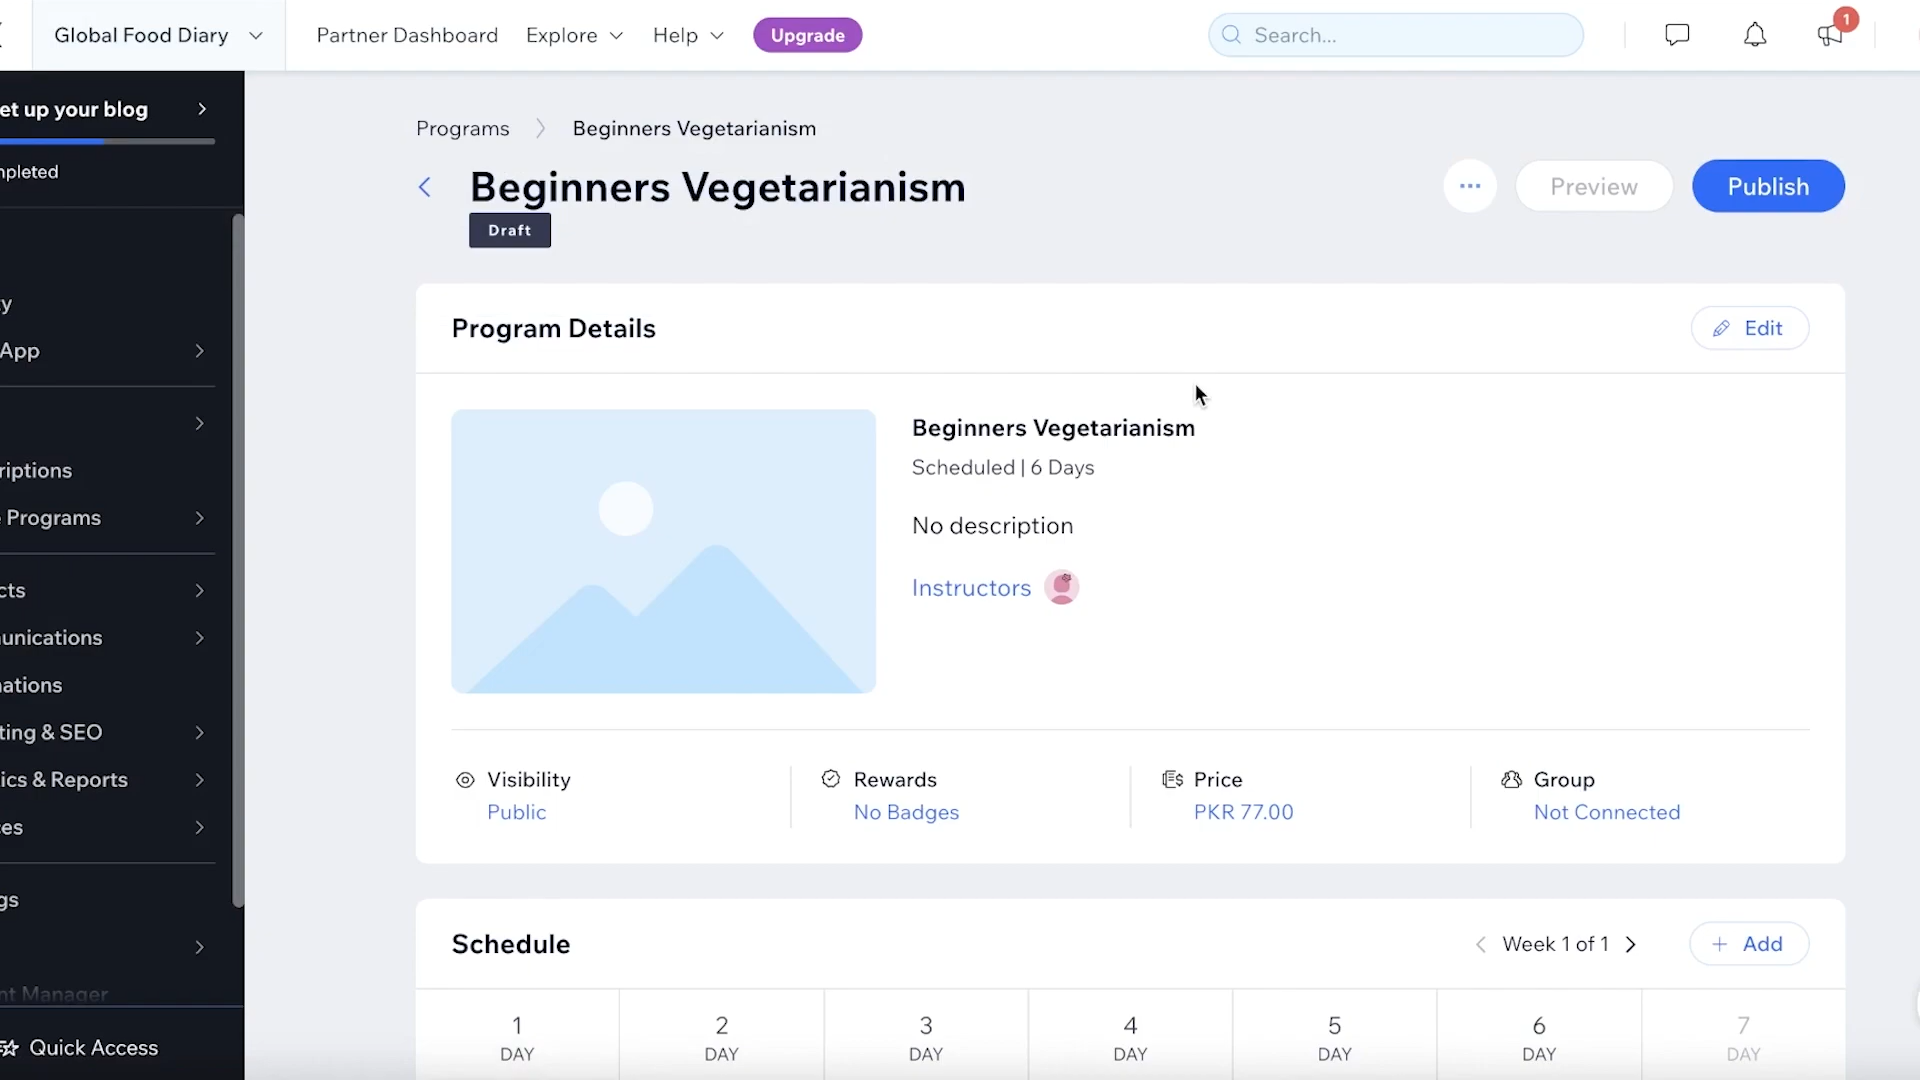 Global Food Diary
Partner Dashboard
Explore
Help
Upgrade
Search...
1
et up your blog
mpleted
y
App
riptions
Programs
cts
unications
ations
ting & SEO
ics & Reports
es
gs
nt Manager
Quick Access
Programs
Beginners Vegetarianism
Beginners Vegetarianism
Draft
...
Preview
Publish
Program Details
Edit
Beginners Vegetarianism
Scheduled | 6 Days
No description
Instructors
Visibility
Public
Rewards
No Badges
Price
PKR 77.00
Group
Not Connected
Schedule
Week 1 of 1
+ Add
1 2 3 4 5 6 7
DAY DAY DAY DAY DAY DAY DAY